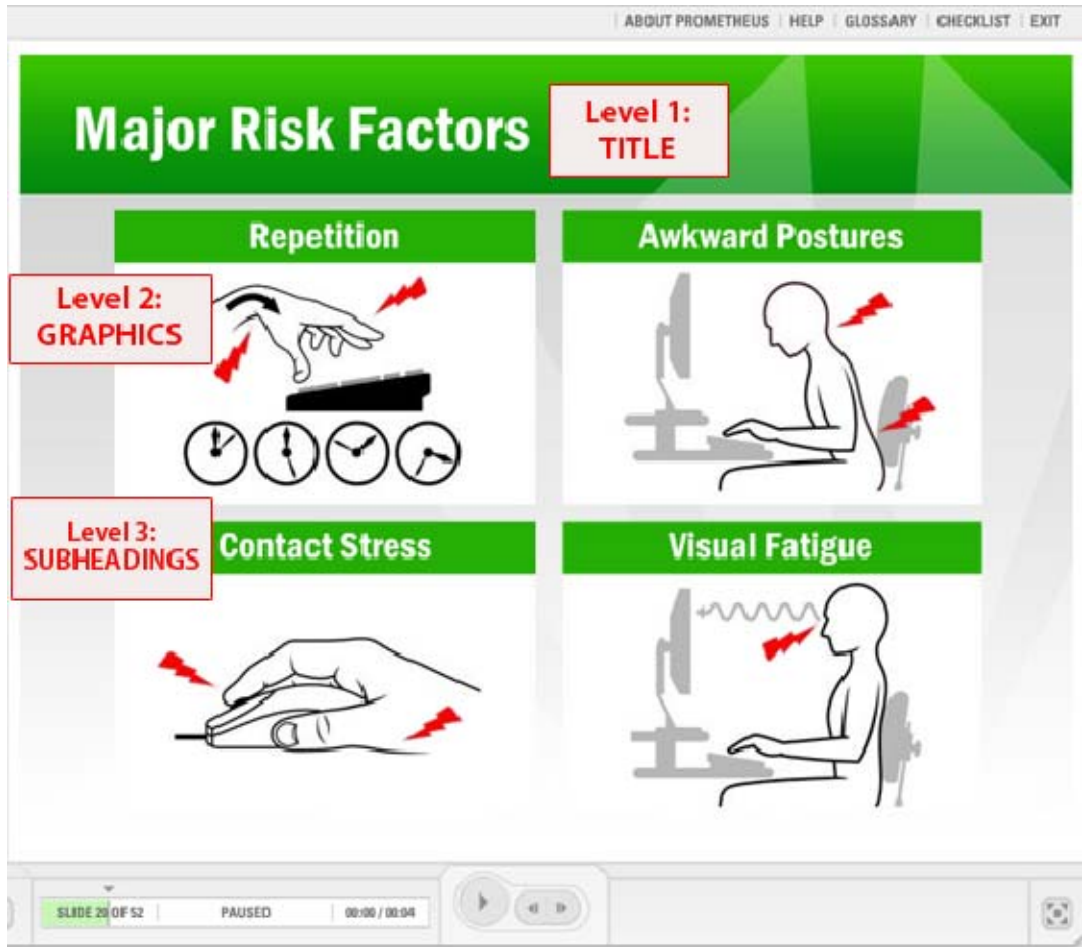 ABOUT PROMETHEUS | HELP | GLOSSARY | CHECKLIST | EXIT
Major Risk Factors
Level 1:
TITLE
Repetition
Awkward Postures
Level 2:
GRAPHICS
Level 3:
SUBHEADINGS
Contact Stress
Visual Fatigue
SLIDE 20 OF 52 | PAUSED | 00:00 / 00:04